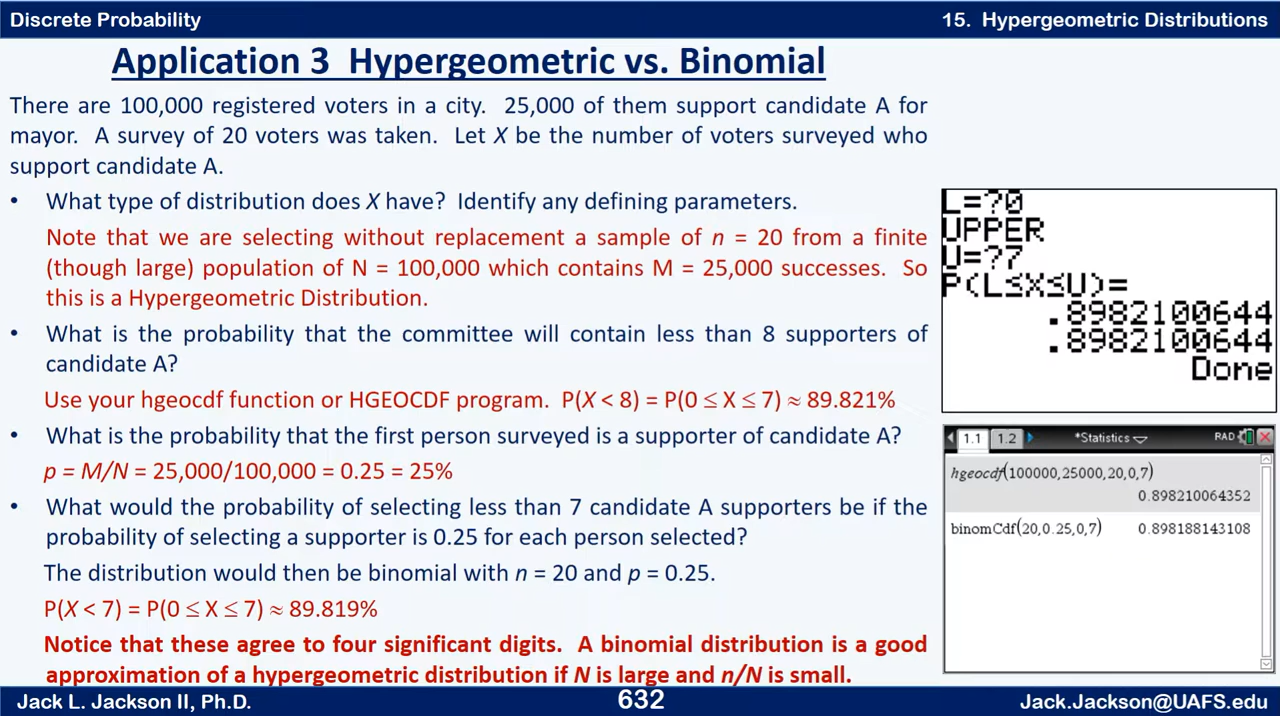 Discrete Probability
15. Hypergeometric Distributions
Application 3 Hypergeometric vs. Binomial
There are 100,000 registered voters in a city. 25,000 of them support candidate A for
mayor. A survey of 20 voters was taken. Let X be the number of voters surveyed who
support candidate A.
• What type of distribution does X have? Identify any defining parameters.
Note that we are selecting without replacement a sample of n = 20 from a finite
(though large) population of N = 100,000 which contains M = 25,000 successes. So
this is a Hypergeometric Distribution.
• What is the probability that the committee will contain less than 8 supporters of
candidate A?
Use your hgeocdf function or HGEOCDF program. P(X < 8) = P(0 ≤ X ≤ 7) ≈ 89.821%
• What is the probability that the first person surveyed is a supporter of candidate A?
p = M/N = 25,000/100,000 = 0.25 = 25%
• What would the probability of selecting less than 7 candidate A supporters be if the
probability of selecting a supporter is 0.25 for each person selected?
The distribution would then be binomial with n = 20 and p = 0.25.
P(X < 7) = P(0 ≤ X ≤ 7) ≈ 89.819%
Notice that these agree to four significant digits. A binomial distribution is a good
approximation of a hypergeometric distribution if N is large and n/N is small.
L=?0
UPPER
U=?7
P(L≤X≤U)=
.8982100644
.8982100644
Done
1.1 1.2 *Statistics RAD
hgeocdf(100000,25000,20,0,7)
0.898210064352
binomCdf(20,0.25,0,7) 0.898188143108
Jack L. Jackson II, Ph.D.
632
Jack.Jackson@UAFS.edu